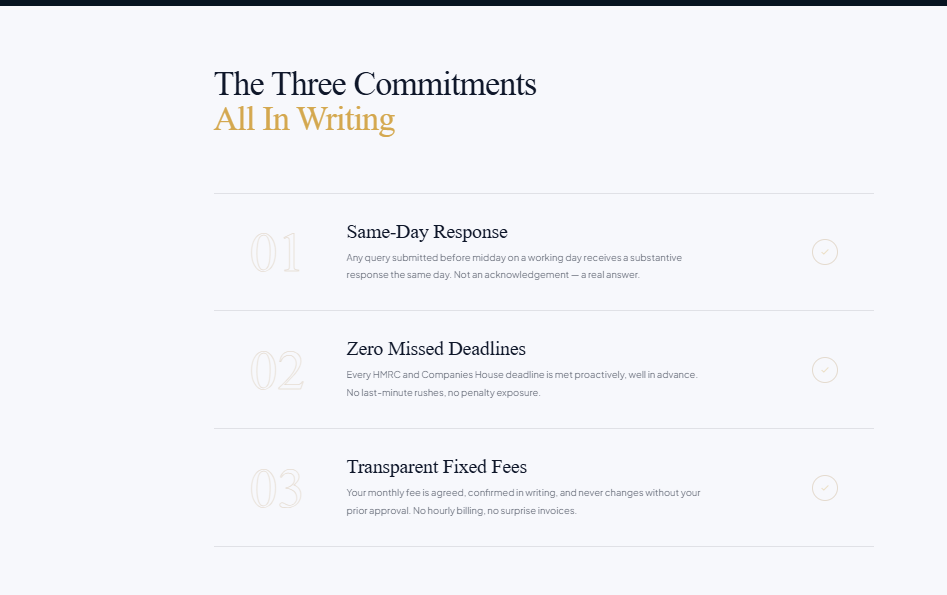 The Three Commitments
All In Writing
01
Same-Day Response
Any query submitted before midday on a working day receives a substantive
response the same day. Not an acknowledgement — a real answer.
02
Zero Missed Deadlines
Every HMRC and Companies House deadline is met proactively, well in advance.
No last-minute rushes, no penalty exposure.
03
Transparent Fixed Fees
Your monthly fee is agreed, confirmed in writing, and never changes without your
prior approval. No hourly billing, no surprise invoices.